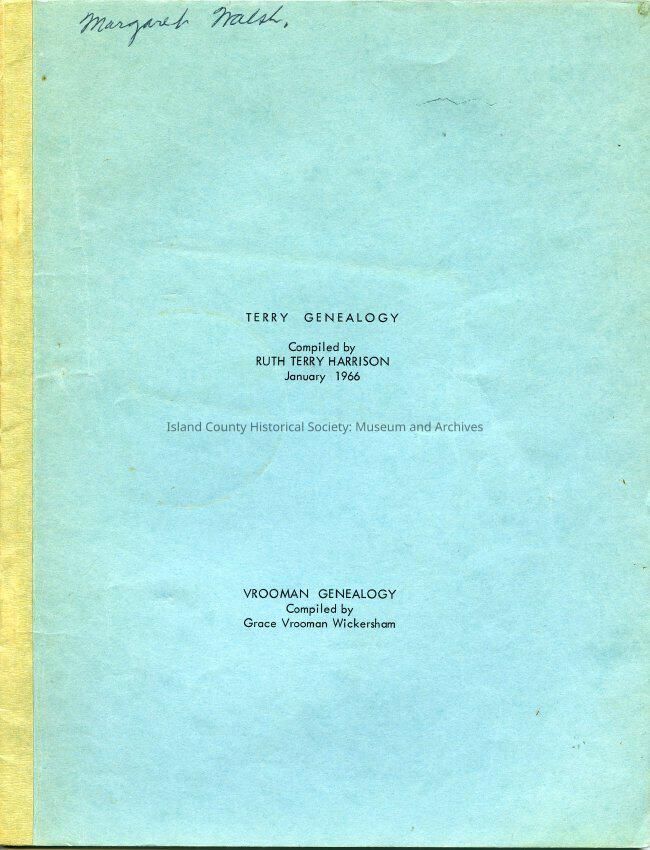 Margaret Walsh.
TERRY GENEALOGY
Compiled by
RUTH TERRY HARRISON
January 1966
Island County Historical Society: Museum and Archives
VROOMAN GENEALOGY
Compiled by
Grace Vrooman Wickersham